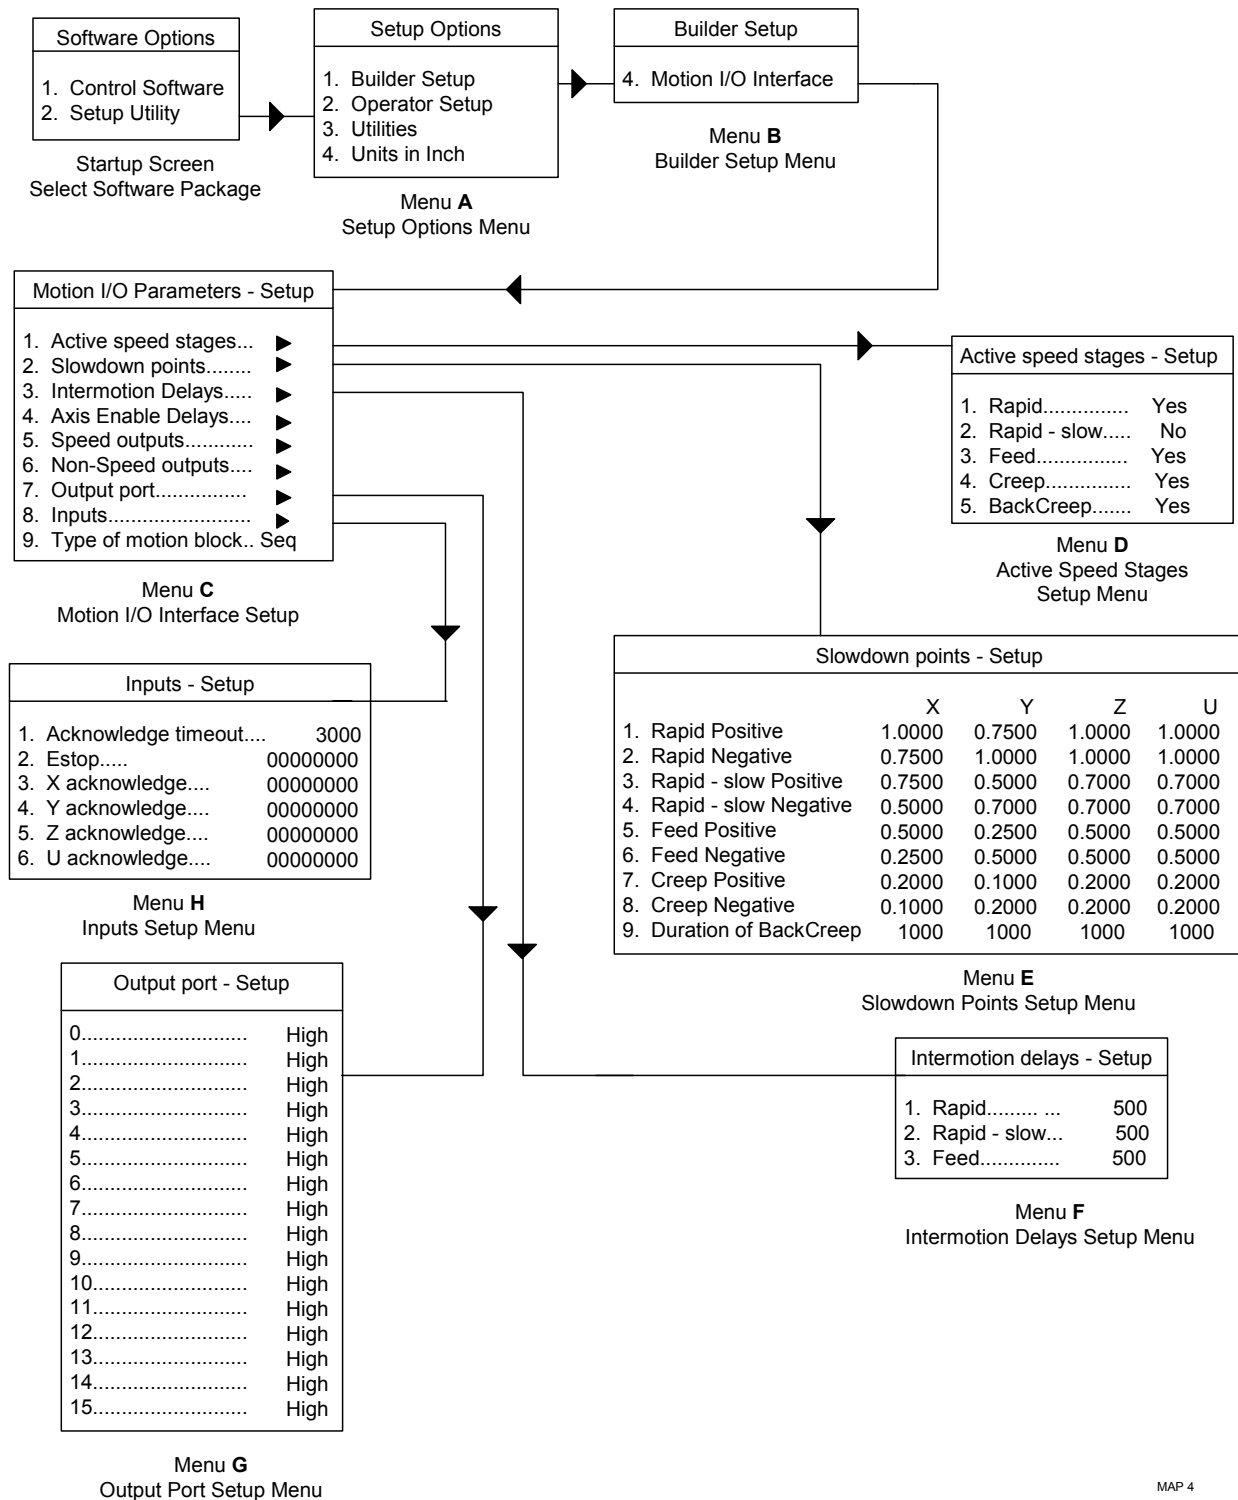 Software Options
1. Control Software
2. Setup Utility
Startup Screen
Select Software Package
Setup Options
1. Builder Setup
2. Operator Setup
3. Utilities
4. Units in Inch
Menu A
Setup Options Menu
Builder Setup
4. Motion I/O Interface
Menu B
Builder Setup Menu
Motion I/O Parameters - Setup
1. Active speed stages...
2. Slowdown points........
3. Intermotion Delays.....
4. Axis Enable Delays....
5. Speed outputs............
6. Non-Speed outputs....
7. Output port................
8. Inputs.........................
9. Type of motion block.. Seq
Menu C
Motion I/O Interface Setup
Active speed stages - Setup
1. Rapid............... Yes
2. Rapid - slow..... No
3. Feed................ Yes
4. Creep............... Yes
5. BackCreep....... Yes
Menu D
Active Speed Stages
Setup Menu
Inputs - Setup
1. Acknowledge timeout.... 3000
2. Estop..... 00000000
3. X acknowledge.... 00000000
4. Y acknowledge.... 00000000
5. Z acknowledge.... 00000000
6. U acknowledge.... 00000000
Menu H
Inputs Setup Menu
Slowdown points - Setup
X Y Z U
1. Rapid Positive 1.0000 0.7500 1.0000 1.0000
2. Rapid Negative 0.7500 1.0000 1.0000 1.0000
3. Rapid - slow Positive 0.7500 0.5000 0.7000 0.7000
4. Rapid - slow Negative 0.5000 0.7000 0.7000 0.7000
5. Feed Positive 0.5000 0.2500 0.5000 0.5000
6. Feed Negative 0.2500 0.5000 0.5000 0.5000
7. Creep Positive 0.2000 0.1000 0.2000 0.2000
8. Creep Negative 0.1000 0.2000 0.2000 0.2000
9. Duration of BackCreep 1000 1000 1000 1000
Menu E
Slowdown Points Setup Menu
Output port - Setup
0............................. High
1............................ High
2............................ High
3............................ High
4............................ High
5............................ High
6............................ High
7............................ High
8............................ High
9............................ High
10........................... High
11........................... High
12........................... High
13........................... High
14........................... High
15........................... High
Menu G
Output Port Setup Menu
Intermotion delays - Setup
1. Rapid......... ... 500
2. Rapid - slow... 500
3. Feed.............. 500
Menu F
Intermotion Delays Setup Menu
MAP 4